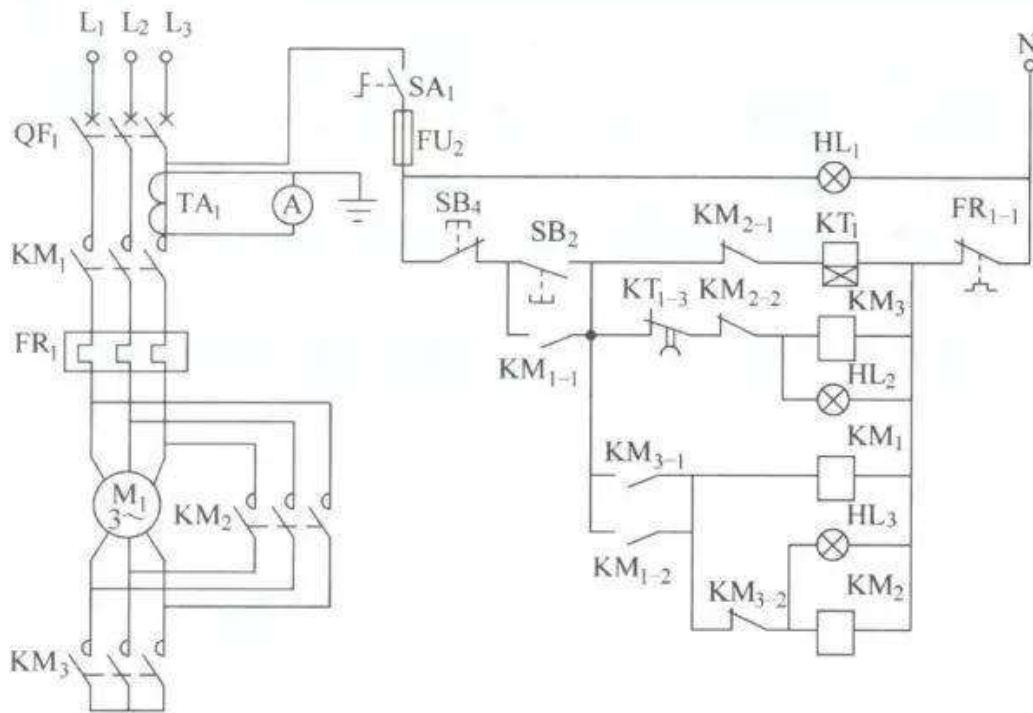 L₁ L₂ L₃
N
SA₁
QF₁
FU₂
HL₁
TA₁
A
SB₄
SB₂
KM₂₋₁
KT₁
FR₁₋₁
KM₁
KT₁₋₃
KM₂₋₂
KM₃
FR₁
KM₁₋₁
HL₂
KM₁
KM₃₋₁
M₁
3~
KM₂
HL₃
KM₁₋₂
KM₃₋₂
KM₂
KM₃